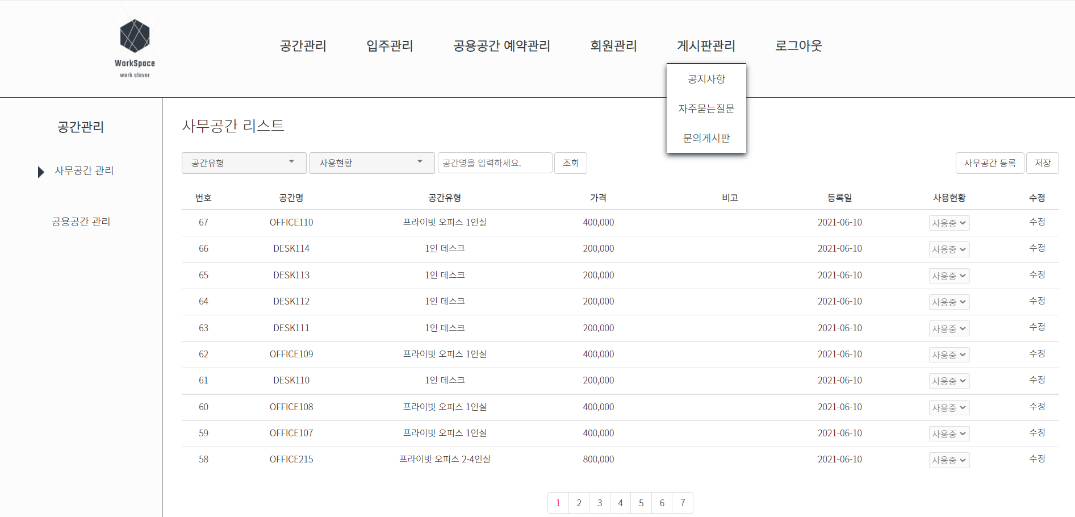 WorkSpace
work clever
공간관리 입주관리 공용공간 예약관리 회원관리 게시판관리 로그아웃
공지사항
자주묻는질문
문의게시판
공간관리
사무공간 관리
공용공간 관리
사무공간 리스트
공간유형 사용현황 공간명을 입력하세요. 조회 사무공간 등록 저장
번호 공간명 공간유형 가격 비고 등록일 사용현황 수정
67 OFFICE110 프라이빗 오피스 1인실 400,000 2021-06-10 사용중 수정
66 DESK114 1인 데스크 200,000 2021-06-10 사용중 수정
65 DESK113 1인 데스크 200,000 2021-06-10 사용중 수정
64 DESK112 1인 데스크 200,000 2021-06-10 사용중 수정
63 DESK111 1인 데스크 200,000 2021-06-10 사용중 수정
62 OFFICE109 프라이빗 오피스 1인실 400,000 2021-06-10 사용중 수정
61 DESK110 1인 데스크 200,000 2021-06-10 사용중 수정
60 OFFICE108 프라이빗 오피스 1인실 400,000 2021-06-10 사용중 수정
59 OFFICE107 프라이빗 오피스 1인실 400,000 2021-06-10 사용중 수정
58 OFFICE215 프라이빗 오피스 2-4인실 800,000 2021-06-10 사용중 수정
1 2 3 4 5 6 7